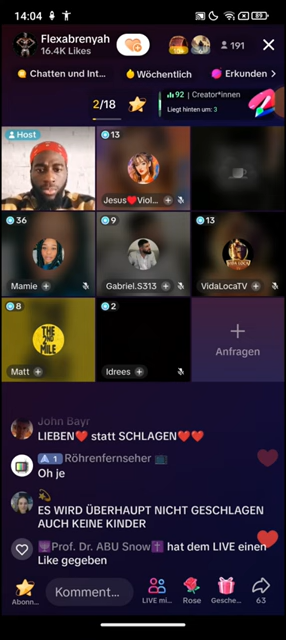 14:04
89
Flexabrenyah
16.4K Likes
191
Chatten und Int...
Wöchentlich
Erkunden
2/18
92 | Creator*innen
Liegt hinten um: 3
Host
13
Jesus❤️Viol...
36
Mamie
9
Gabriel.S313
13
VidaLocaTV
8
THE 2ND MILE
Matt
2
Idrees
Anfragen
John Bayr
LIEBEN❤️ statt SCHLAGEN❤️❤️
1 Röhrenfernseher 📺
Oh je
💫
ES WIRD ÜBERHAUPT NICHT GESCHLAGEN
AUCH KEINE KINDER
🕎Prof. Dr. ABU Snow✝️ hat dem LIVE einen
Like gegeben
Abonn...
Komment...
LIVE mi...
Rose
Gesche...
63